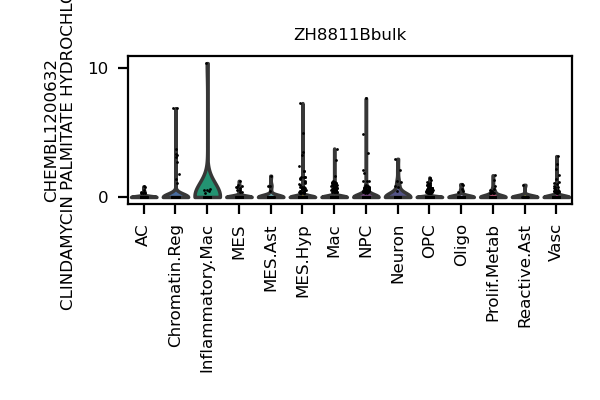 ZH8811Bbulk
CHEMBL1200632
CLINDAMYCIN PALMITATE
10
0
AC
Chromatin.Reg
Inflammatory.Mac
MES
MES.Ast
MES.Hyp
Mac
NPC
Neuron
OPC
Oligo
Prolif.Metab
Reactive.Ast
Vasc